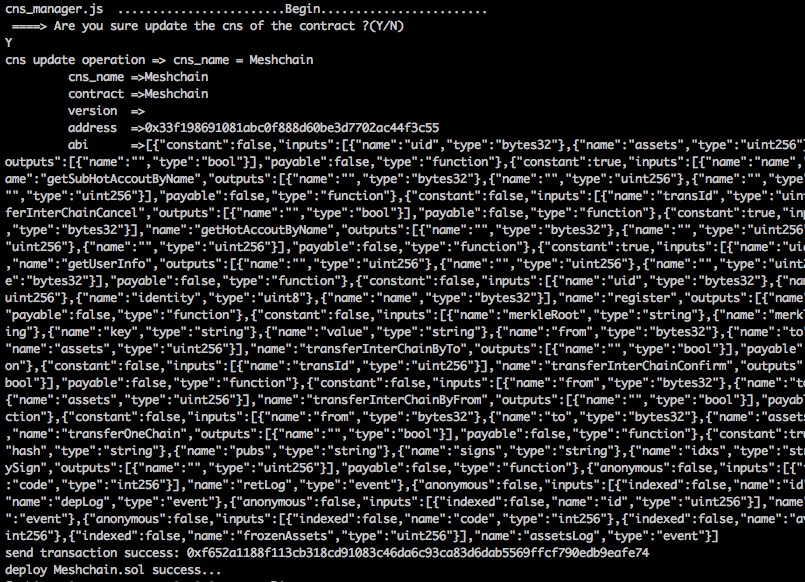 cns_manager.js  ........................Begin........................
 ====> Are you sure update the cns of the contract ?(Y/N)
Y
cns update operation => cns_name = Meshchain
         cns_name =>Meshchain
         contract =>Meshchain
         version  =>
         address  =>0x33f198691081abc0f888d60be3d7702ac44f3c55
         abi      =>[{"constant":false,"inputs":[{"name":"uid","type":"bytes32"},{"name":"assets","type":"uint256"]
outputs":[{"name":"","type":"bool"}],"payable":false,"type":"function"},{"constant":true,"inputs":[{"name":"name",
ame":"getSubHotAccoutByName","outputs":[{"name":"","type":"bytes32"},{"name":"","type":"uint256"},{"name":"","type
"","type":"uint256"}],"payable":false,"type":"function"},{"constant":false,"inputs":[{"name":"transId","type":"uin
ferInterChainCancel","outputs":[{"name":"","type":"bool"}],"payable":false,"type":"function"},{"constant":true,"in
,"type":"bytes32"}],"name":"getHotAccoutByName","outputs":[{"name":"","type":"bytes32"},{"name":"","type":"uint256
"uint256"},{"name":"","type":"uint256"}],"payable":false,"type":"function"},{"constant":true,"inputs":[{"name":"uid
,"name":"getUserInfo","outputs":[{"name":"","type":"uint256"},{"name":"","type":"uint256"},{"name":"","type":"uint
e":"bytes32"}],"payable":false,"type":"function"},{"constant":false,"inputs":[{"name":"uid","type":"bytes32"},{"na
uint256"},{"name":"identity","type":"uint8"},{"name":"name","type":"bytes32"}],"name":"register","outputs":[{"name
"payable":false,"type":"function"},{"constant":false,"inputs":[{"name":"merkleRoot","type":"string"},{"name":"merkl
ing"},{"name":"key","type":"string"},{"name":"value","type":"string"},{"name":"from","type":"bytes32"},{"name":"to
"name":"assets","type":"uint256"}],"name":"transferInterChainByTo","outputs":[{"name":"","type":"bool"}],"payable"
on"},{"constant":false,"inputs":[{"name":"transId","type":"uint256"}],"name":"transferInterChainConfirm","outputs"
bool"}],"payable":false,"type":"function"},{"constant":false,"inputs":[{"name":"from","type":"bytes32"},{"name":"to
{"name":"assets","type":"uint256"}],"name":"transferInterChainByFrom","outputs":[{"name":"","type":"bool"}],"payabl
ction"},{"constant":false,"inputs":[{"name":"from","type":"bytes32"},{"name":"to","type":"bytes32"},{"name":"assets
,"name":"transferOneChain","outputs":[{"name":"","type":"bool"}],"payable":false,"type":"function"},{"constant":tru
"hash","type":"string"},{"name":"pubs","type":"string"},{"name":"signs","type":"string"},{"name":"idxs","type":"str
ySign","outputs":[{"name":"","type":"uint256"}],"payable":false,"type":"function"},{"anonymous":false,"inputs":[{"i
:"code","type":"int256"}],"name":"retLog","type":"event"},{"anonymous":false,"inputs":[{"indexed":false,"name":"id
"name":"depLog","type":"event"},{"anonymous":false,"inputs":[{"indexed":false,"name":"id","type":"uint256"}],"name"
:"event"},{"anonymous":false,"inputs":[{"indexed":false,"name":"code","type":"int256"},{"indexed":false,"name":"av
int256"},{"indexed":false,"name":"frozenAssets","type":"uint256"}],"name":"assetsLog","type":"event"}]
send transaction success: 0xf652a1188f113cb318cd91083c46da6c93ca83d6dab5569ffcf790edb9eafe74
deploy Meshchain.sol success...